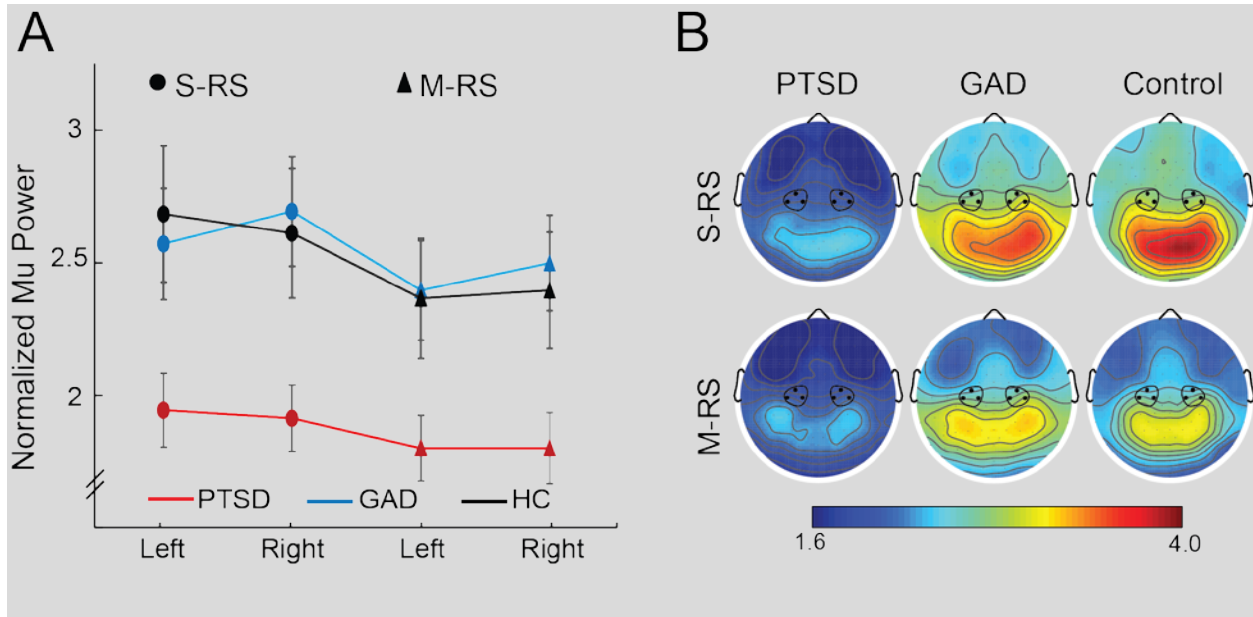 A
S-RS
M-RS
3
2.5
2
Normalized Mu Power
PTSD
GAD
HC
Left
Right
Left
Right
B
PTSD
GAD
Control
S-RS
M-RS
1.6
4.0